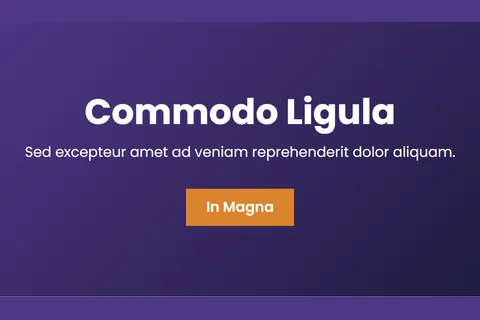 Commodo Ligula
Sed excepteur amet ad veniam reprehenderit dolor aliquam.
In Magna